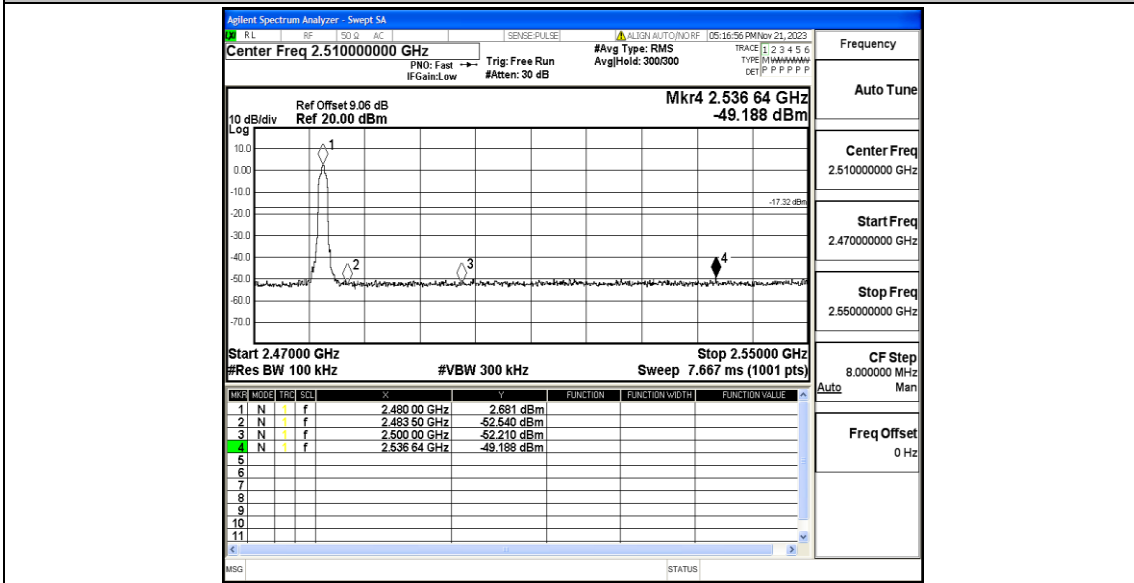 Agilent Spectrum Analyzer - Swept SA
RL RF 50 Ω AC SENSE:PULSE ALIGN AUTO/NO RF 05:16:56 PM Nov 21, 2023
Center Freq 2.510000000 GHz
PNO: Fast
IFGain:Low
Trig: Free Run
#Atten: 30 dB
#Avg Type: RMS
Avg|Hold: 300/300
TRACE 1 2 3 4 5 6
TYPE M
DET P P P P P P
Ref Offset 9.06 dB
10 dB/div Ref 20.00 dBm
Log
Mkr4 2.536 64 GHz
-49.188 dBm
10.0
0.00
-10.0
-20.0
-30.0
-40.0
-50.0
-60.0
-70.0
1
2
3
4
-17.32 dBm
Start 2.47000 GHz Stop 2.55000 GHz
#Res BW 100 kHz #VBW 300 kHz Sweep 7.667 ms (1001 pts)
MKR MODE TRC SCL X Y FUNCTION FUNCTION WIDTH FUNCTION VALUE
1 N 1 f 2.480 00 GHz 2.681 dBm
2 N 1 f 2.483 50 GHz -52.540 dBm
3 N 1 f 2.500 00 GHz -52.210 dBm
4 N 1 f 2.536 64 GHz -49.188 dBm
5
6
7
8
9
10
11
MSG STATUS
Frequency
Auto Tune
Center Freq
2.510000000 GHz
Start Freq
2.470000000 GHz
Stop Freq
2.550000000 GHz
CF Step
8.000000 MHz
Auto Man
Freq Offset
0 Hz